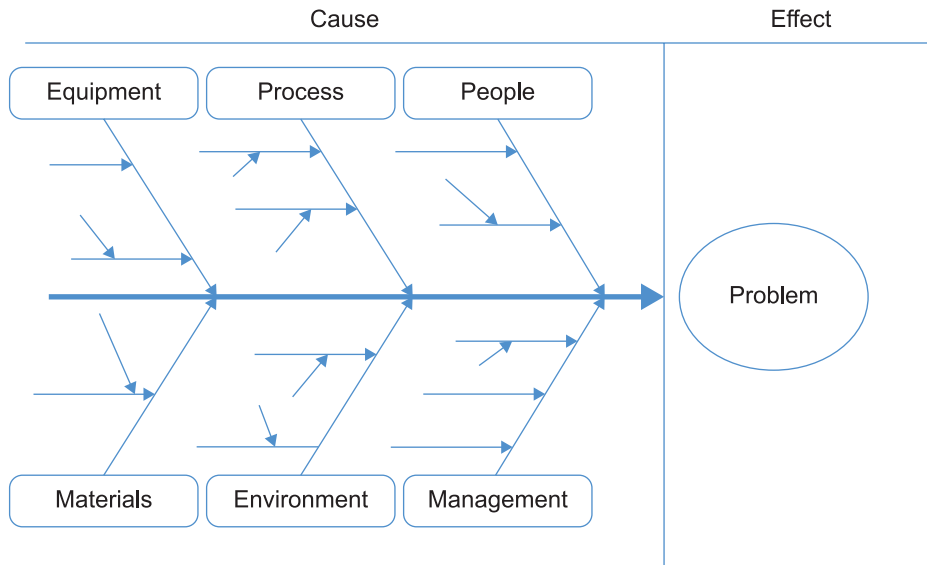 Cause
Effect
Equipment
Process
People
Problem
Materials
Environment
Management